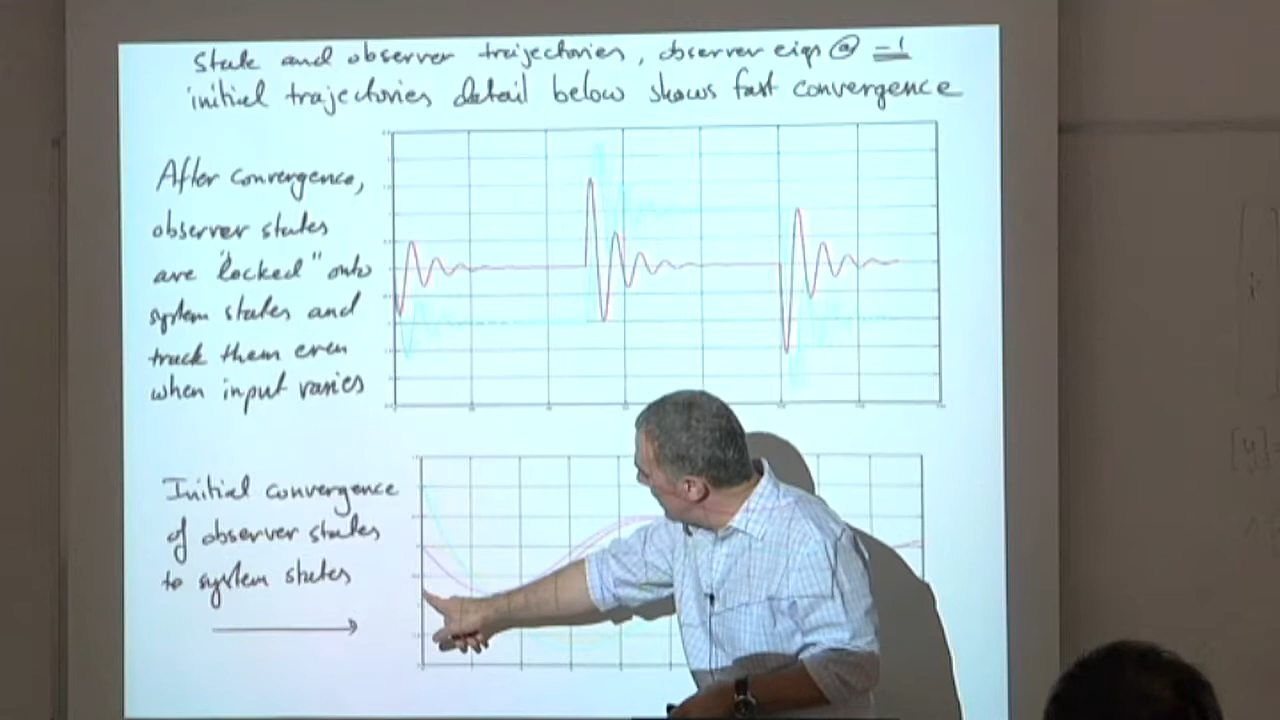 State and observer trajectories, observer eigs @ -1
initial trajectories detail below shows fast convergence
After convergence,
observer states
are "locked" onto
system states and
track them even
when input varies
Initial convergence
of observer states
to system states